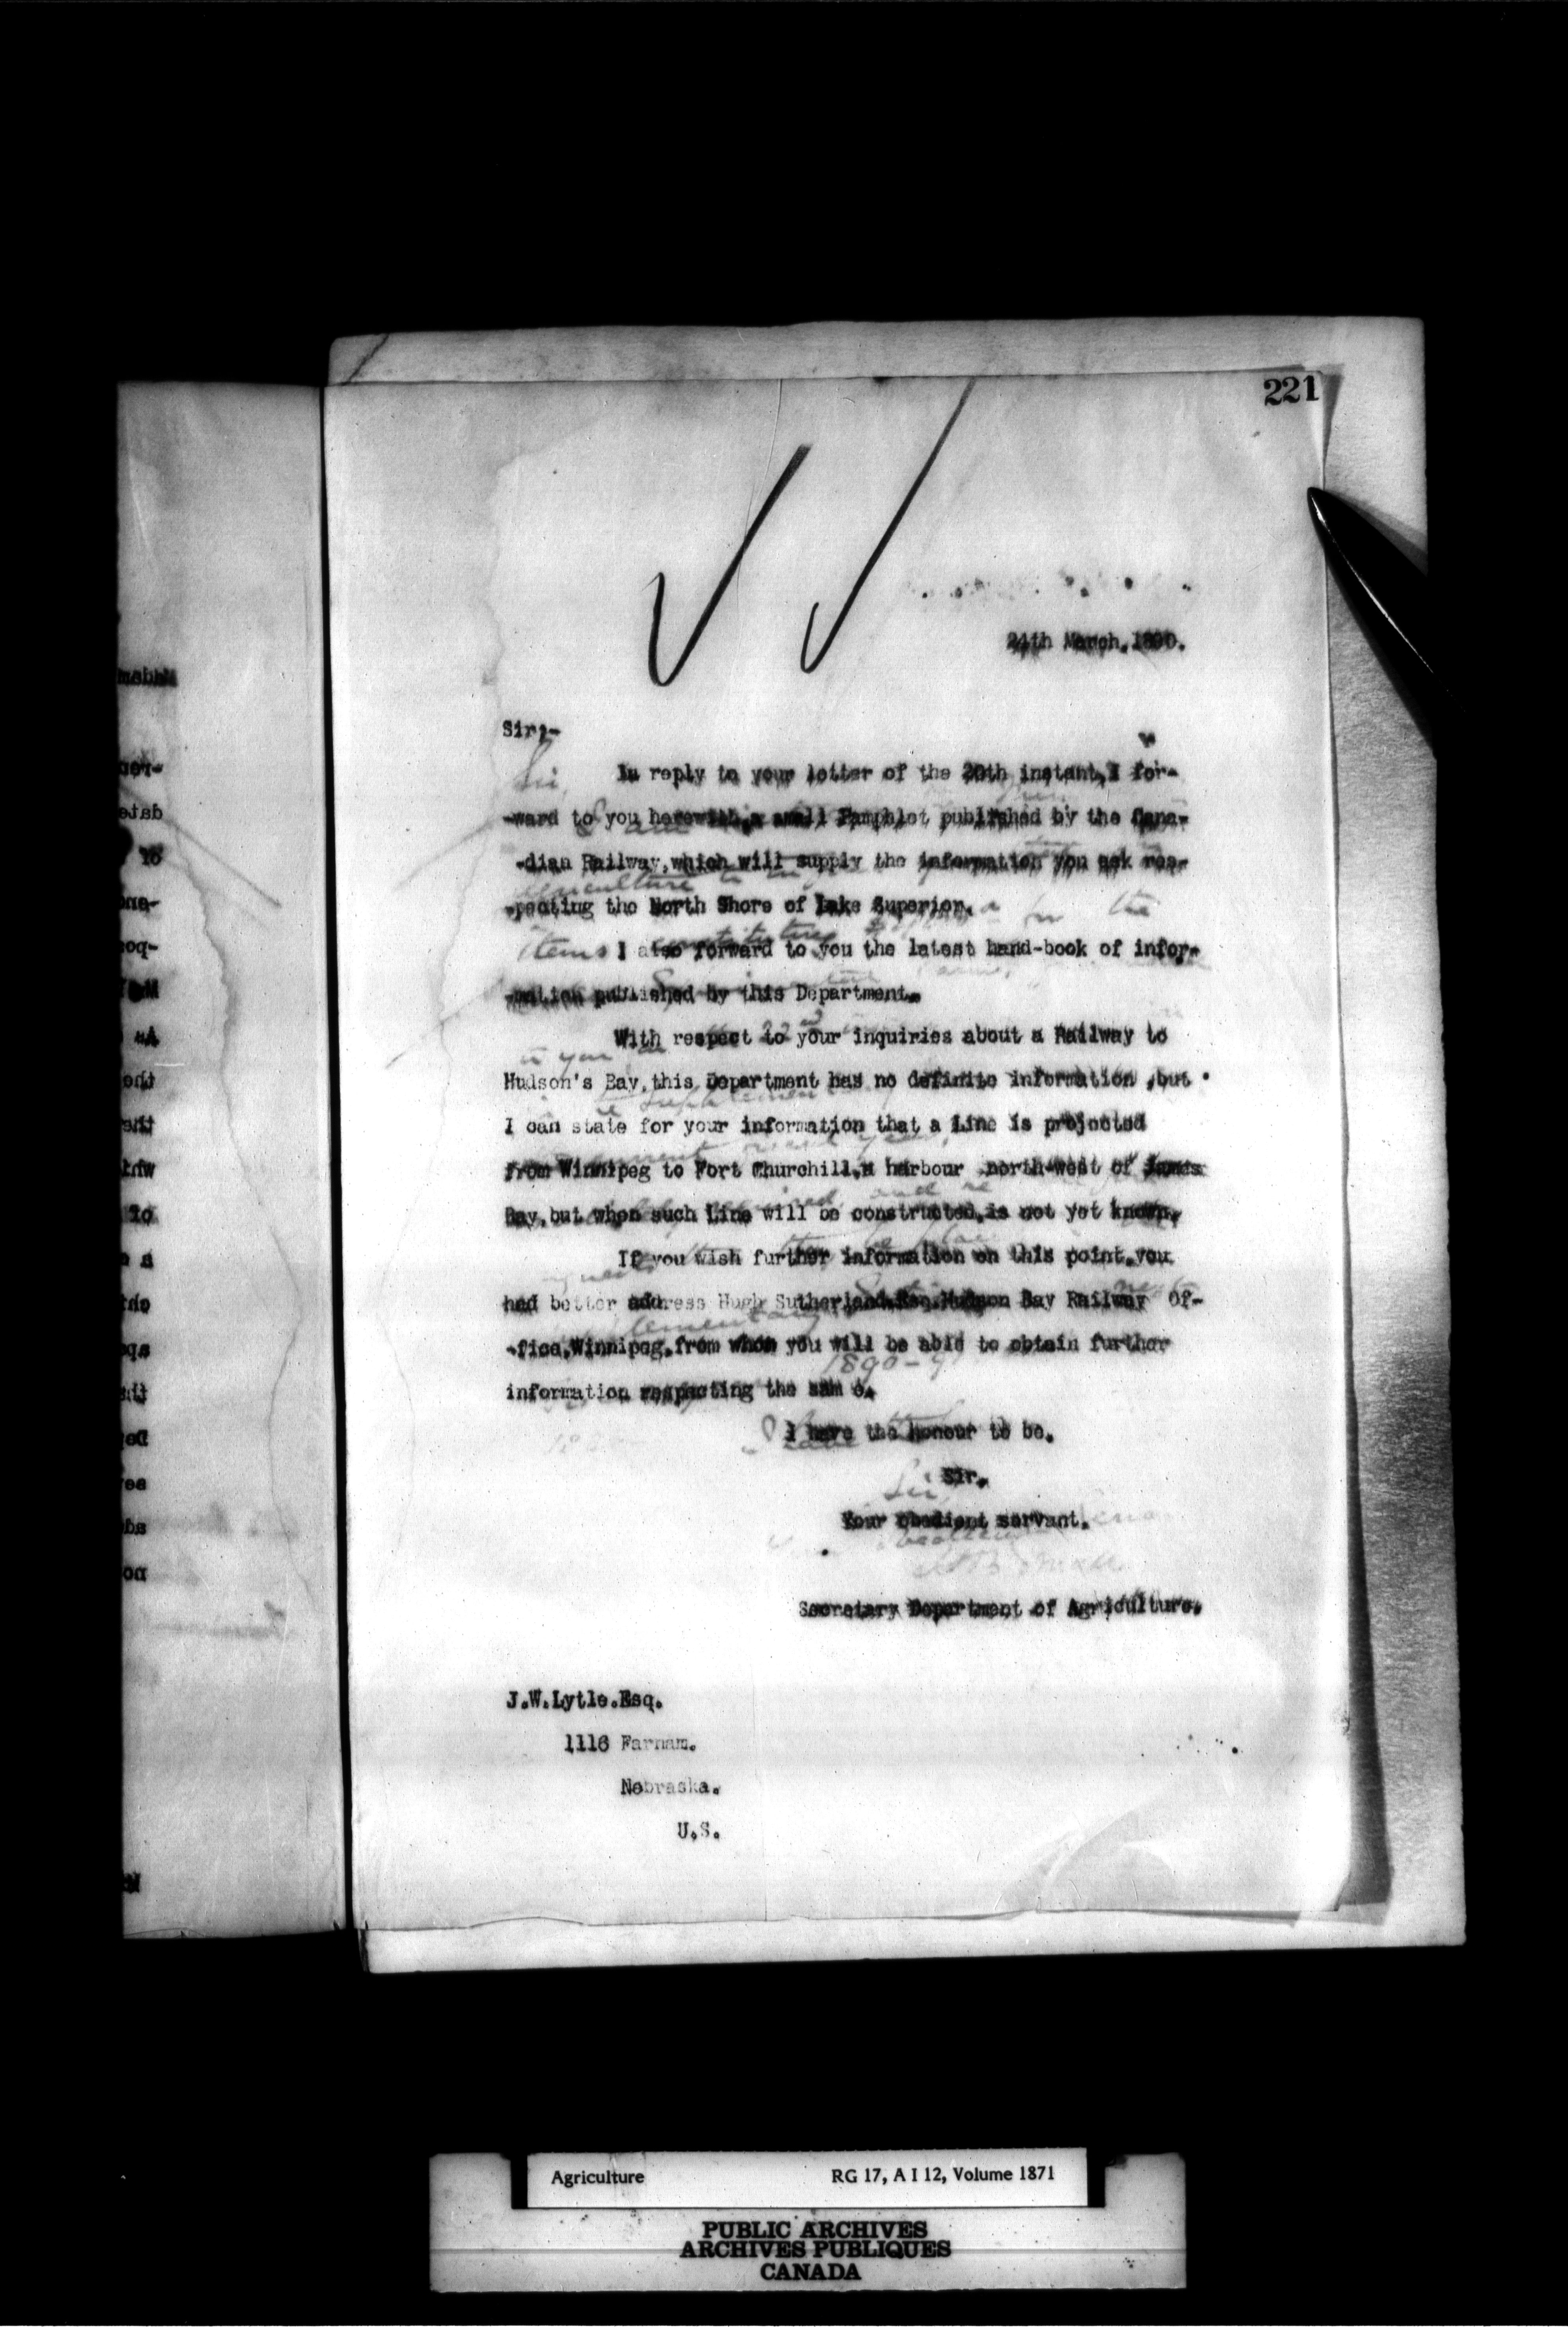 221
24th March.1890.
Sir;-
In reply to your letter of the 20th instant,I for-
-ward to you herewith,a small Pamphlet published by the Cana-
-dian Railway,which will supply the information you ask res-
-pecting the North Shore of Lake Superior.
I also forward to you the latest hand-book of infor-
-mation published by this Department.
With respect to your inquiries about a Railway to
Hudson's Bay,this Department has no definite information ,but
I can state for your information that a Line is projected
from Winnipeg to Fort Churchill,a harbour north-west of James
Bay,but when such Line will be constructed,is not yet known.
If you wish further information on this point,you
had better address Hugh Sutherland.Esq.Hudson Bay Railway Of-
-fice,Winnipeg,from whom you will be able to obtain further
information respecting the sam e.
I have the honour to be.
Sir.
Your Obedient servant.
Secretary Department of Agriculture.
J.W.Lytle.Esq.
1116 Farnam.
Nebraska.
U.S.
Agriculture RG 17, A I 12, Volume 1871
PUBLIC ARCHIVES
ARCHIVES PUBLIQUES
CANADA